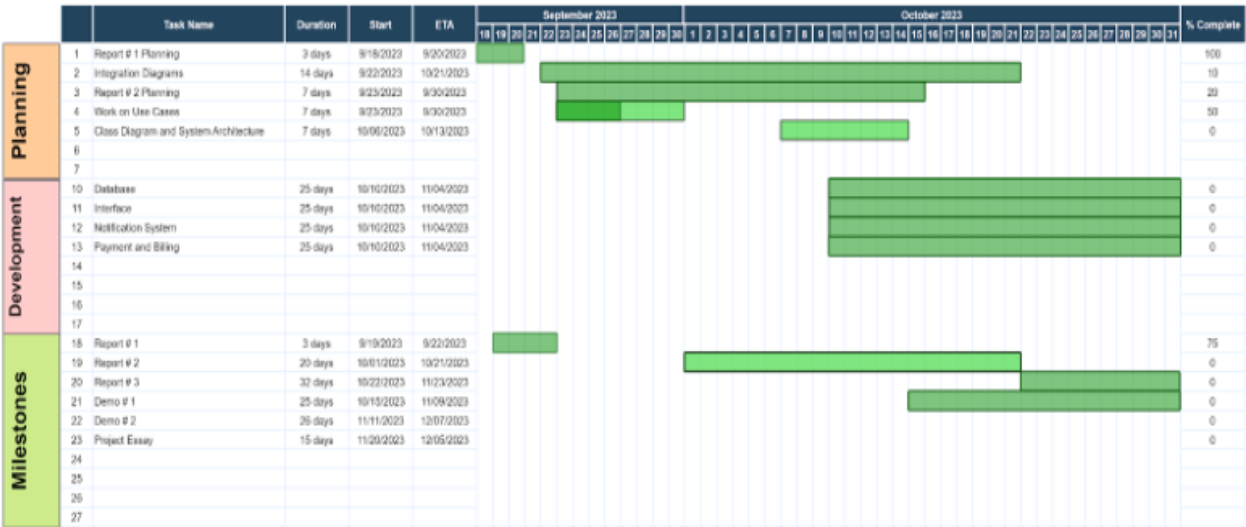 September 2023 October 2023
Task Name Duration Start ETA % Complete
18 19 20 21 22 23 24 25 26 27 28 29 30 1 2 3 4 5 6 7 8 9 10 11 12 13 14 15 16 17 18 19 20 21 22 23 24 25 26 27 28 29 30 31
Planning
1 Report # 1 Planning 3 days 9/18/2023 9/20/2023 100
2 Integration Diagrams 14 days 9/22/2023 10/21/2023 10
3 Report # 2 Planning 7 days 9/23/2023 9/30/2023 20
4 Work on Use Cases 7 days 9/23/2023 9/30/2023 50
5 Class Diagram and System Architecture 7 days 10/06/2023 10/13/2023 0
6
7
Development
10 Database 25 days 10/10/2023 11/04/2023 0
11 Interface 25 days 10/10/2023 11/04/2023 0
12 Notification System 25 days 10/10/2023 11/04/2023 0
13 Payment and Billing 25 days 10/10/2023 11/04/2023 0
14
15
16
17
Milestones
18 Report # 1 3 days 9/19/2023 9/22/2023 75
19 Report # 2 20 days 10/01/2023 10/21/2023 0
20 Report # 3 32 days 10/22/2023 11/23/2023 0
21 Demo # 1 25 days 10/15/2023 11/09/2023 0
22 Demo # 2 26 days 11/11/2023 12/07/2023 0
23 Project Essay 15 days 11/20/2023 12/05/2023 0
24
25
26
27